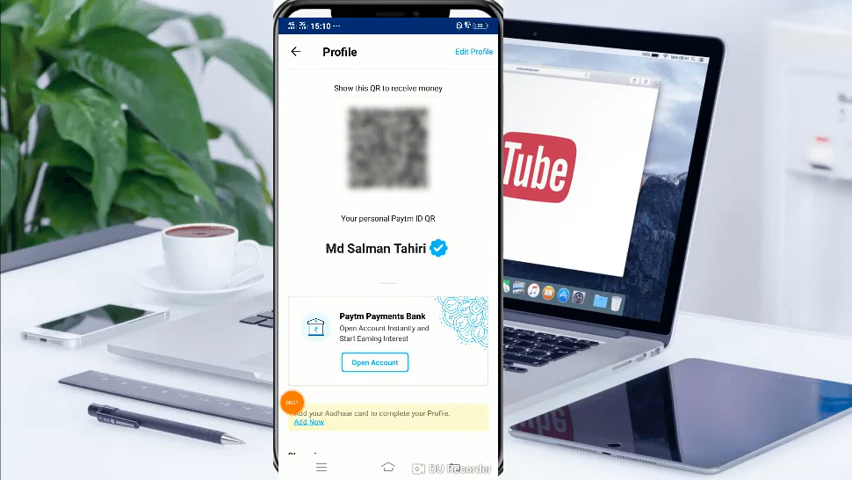 15:10
Profile
Edit Profile
Show this QR to receive money
Your personal Paytm ID QR
Md Salman Tahiri
Paytm Payments Bank
Open Account Instantly and
Start Earning Interest
Open Account
Add your Aadhaar card to complete your Profile.
Add Now
DU Recorder
Tube